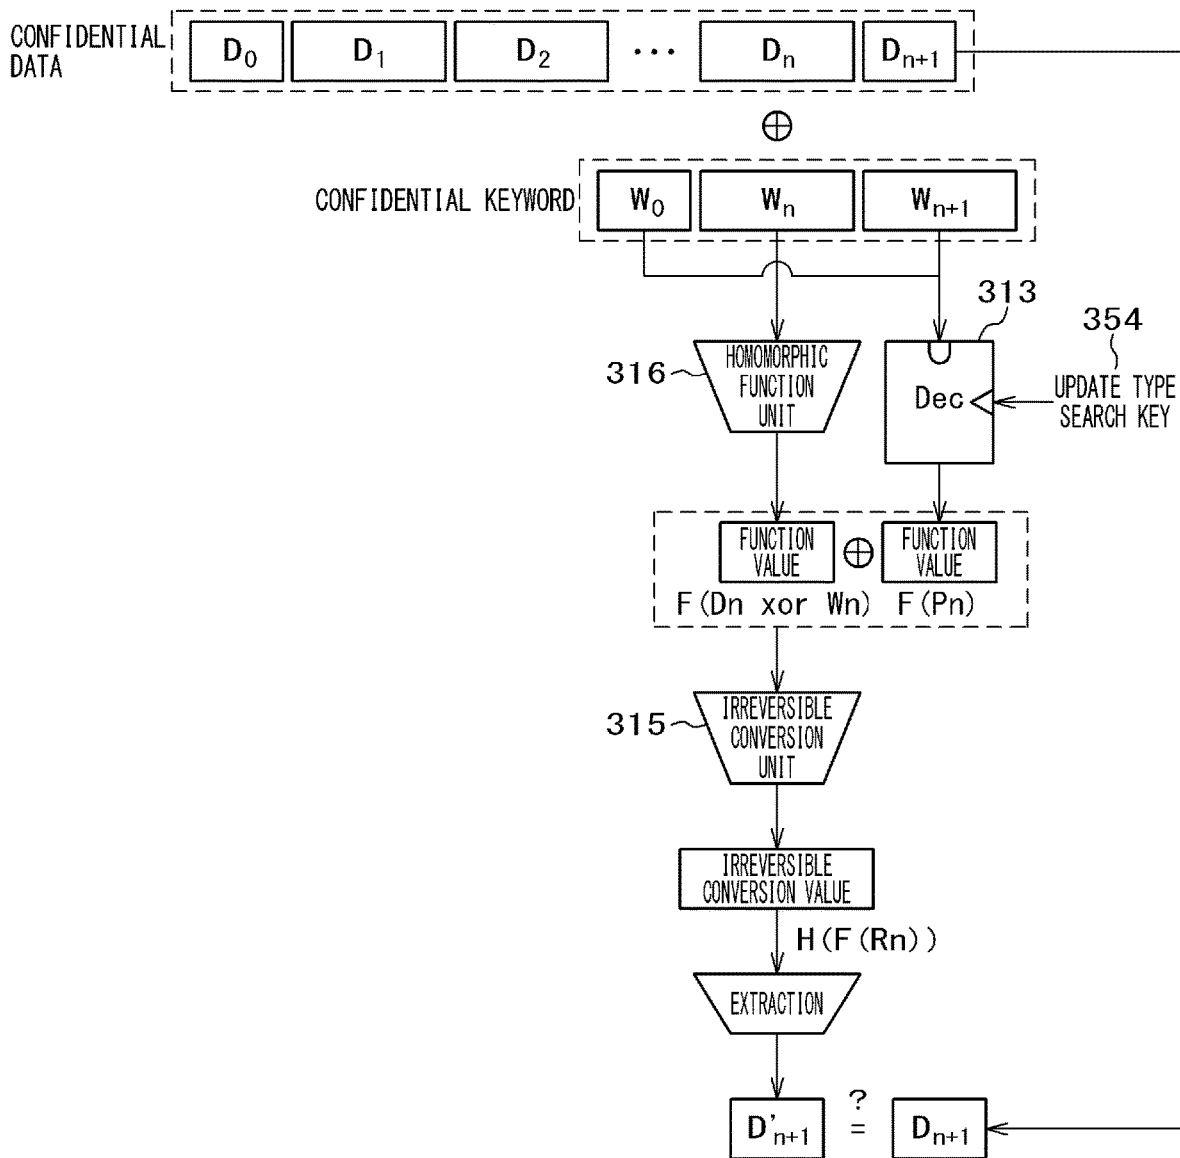 CONFIDENTIAL
DATA
D₀ D₁ D₂ ··· Dₙ Dₙ₊₁
⊕
CONFIDENTIAL KEYWORD W₀ Wₙ Wₙ₊₁
313
354
316
HOMOMORPHIC
FUNCTION
UNIT
Dec
UPDATE TYPE
SEARCH KEY
FUNCTION
VALUE
⊕
FUNCTION
VALUE
F(Dn xor Wn) F(Pn)
315
IRREVERSIBLE
CONVERSION
UNIT
IRREVERSIBLE
CONVERSION VALUE
H(F(Rn))
EXTRACTION
D'ₙ₊₁ ?= Dₙ₊₁